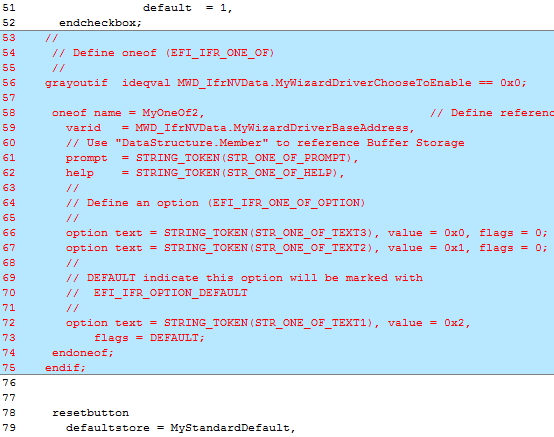 51 default = 1,
52 endcheckbox;
53 //
54 // Define oneof (EFI_IFR_ONE_OF)
55 //
56 grayoutif ideqval MWD_IfrNVData.MyWizardDriverChooseToEnable == 0x0;
57
58 oneof name = MyOneOf2, // Define referenc
59 varid = MWD_IfrNVData.MyWizardDriverBaseAddress,
60 // Use "DataStructure.Member" to reference Buffer Storage
61 prompt = STRING_TOKEN(STR_ONE_OF_PROMPT),
62 help = STRING_TOKEN(STR_ONE_OF_HELP),
63 //
64 // Define an option (EFI_IFR_ONE_OF_OPTION)
65 //
66 option text = STRING_TOKEN(STR_ONE_OF_TEXT3), value = 0x0, flags = 0;
67 option text = STRING_TOKEN(STR_ONE_OF_TEXT2), value = 0x1, flags = 0;
68 //
69 // DEFAULT indicate this option will be marked with
70 // EFI_IFR_OPTION_DEFAULT
71 //
72 option text = STRING_TOKEN(STR_ONE_OF_TEXT1), value = 0x2,
73 flags = DEFAULT;
74 endoneof;
75 endif;
76
77
78 resetbutton
79 defaultstore = MyStandardDefault,